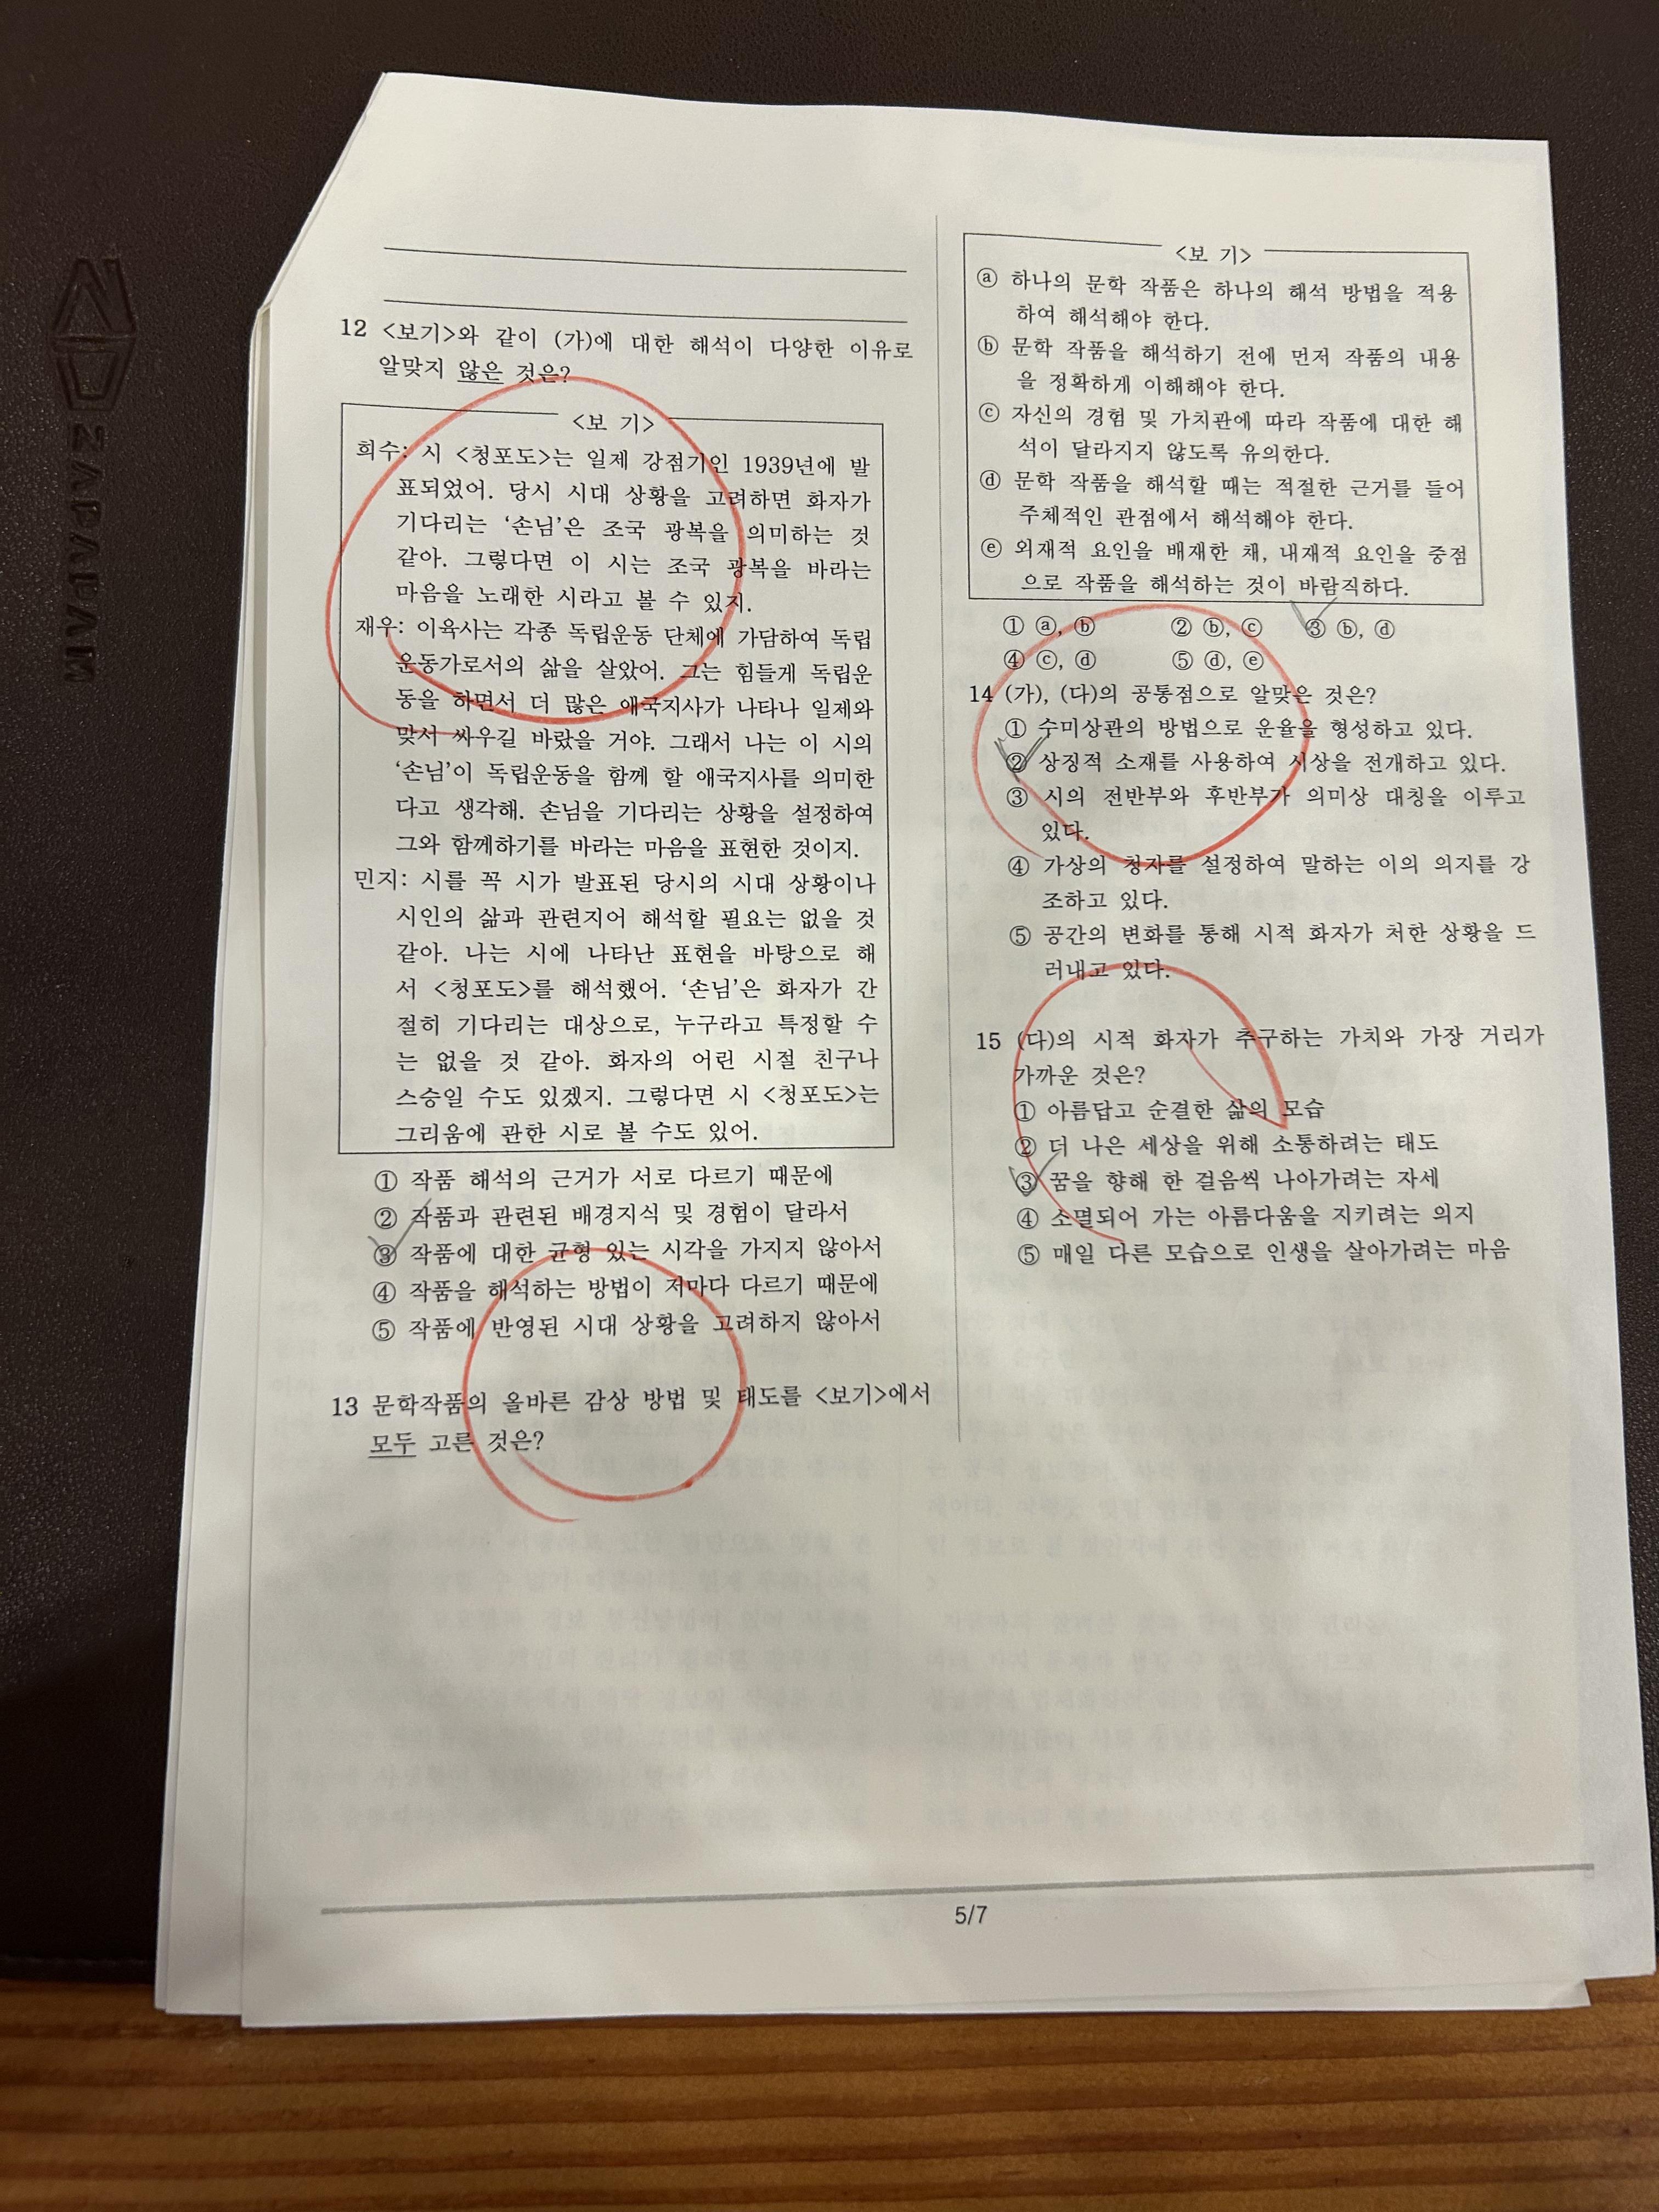 12 <보기>와 같이 (가)에 대한 해석이 다양한 이유로
알맞지 않은 것은?
<보 기>
희수: 시 <청포도>는 일제 강점기인 1939년에 발
표되었어. 당시 시대 상황을 고려하면 화자가
기다리는 ‘손님’은 조국 광복을 의미하는 것
같아. 그렇다면 이 시는 조국 광복을 바라는
마음을 노래한 시라고 볼 수 있지.
재우: 이육사는 각종 독립운동 단체에 가담하여 독립
운동가로서의 삶을 살았어. 그는 힘들게 독립운
동을 하면서 더 많은 애국지사가 나타나 일제와
맞서 싸우길 바랐을 거야. 그래서 나는 이 시의
‘손님’이 독립운동을 함께 할 애국지사를 의미한
다고 생각해. 손님을 기다리는 상황을 설정하여
그와 함께하기를 바라는 마음을 표현한 것이지.
민지: 시를 꼭 시가 발표된 당시의 시대 상황이나
시인의 삶과 관련지어 해석할 필요는 없을 것
같아. 나는 시에 나타난 표현을 바탕으로 해
서 <청포도>를 해석했어. ‘손님’은 화자가 간
절히 기다리는 대상으로, 누구라고 특정할 수
는 없을 것 같아. 화자의 어린 시절 친구나
스승일 수도 있겠지. 그렇다면 시 <청포도>는
그리움에 관한 시로 볼 수도 있어.
① 작품 해석의 근거가 서로 다르기 때문에
② 작품과 관련된 배경지식 및 경험이 달라서
③ 작품에 대한 균형 있는 시각을 가지지 않아서
④ 작품을 해석하는 방법이 저마다 다르기 때문에
⑤ 작품에 반영된 시대 상황을 고려하지 않아서
13 문학작품의 올바른 감상 방법 및 태도를 <보기>에서
모두 고른 것은?
<보 기>
ⓐ 하나의 문학 작품은 하나의 해석 방법을 적용
하여 해석해야 한다.
ⓑ 문학 작품을 해석하기 전에 먼저 작품의 내용
을 정확하게 이해해야 한다.
ⓒ 자신의 경험 및 가치관에 따라 작품에 대한 해
석이 달라지지 않도록 유의한다.
ⓓ 문학 작품을 해석할 때는 적절한 근거를 들어
주체적인 관점에서 해석해야 한다.
ⓔ 외재적 요인을 배재한 채, 내재적 요인을 중점
으로 작품을 해석하는 것이 바람직하다.
① ⓐ, ⓑ ② ⓑ, ⓒ ③ ⓑ, ⓓ
④ ⓒ, ⓓ ⑤ ⓓ, ⓔ
14 (가), (다)의 공통점으로 알맞은 것은?
① 수미상관의 방법으로 운율을 형성하고 있다.
② 상징적 소재를 사용하여 시상을 전개하고 있다.
③ 시의 전반부와 후반부가 의미상 대칭을 이루고
있다.
④ 가상의 청자를 설정하여 말하는 이의 의지를 강
조하고 있다.
⑤ 공간의 변화를 통해 시적 화자가 처한 상황을 드
러내고 있다.
15 (다)의 시적 화자가 추구하는 가치와 가장 거리가
가까운 것은?
① 아름답고 순결한 삶의 모습
② 더 나은 세상을 위해 소통하려는 태도
③ 꿈을 향해 한 걸음씩 나아가려는 자세
④ 소멸되어 가는 아름다움을 지키려는 의지
⑤ 매일 다른 모습으로 인생을 살아가려는 마음
5/7
ZAPAPAM